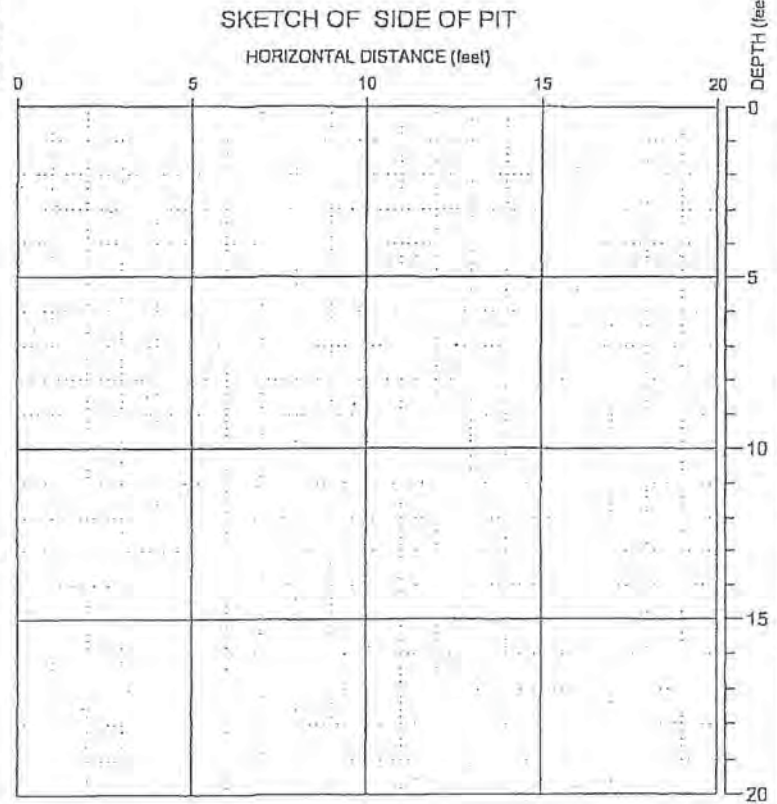 SKETCH OF SIDE OF PIT
HORIZONTAL DISTANCE (feet)
0 5 10 15 20
DEPTH (fee
0
5
10
15
20